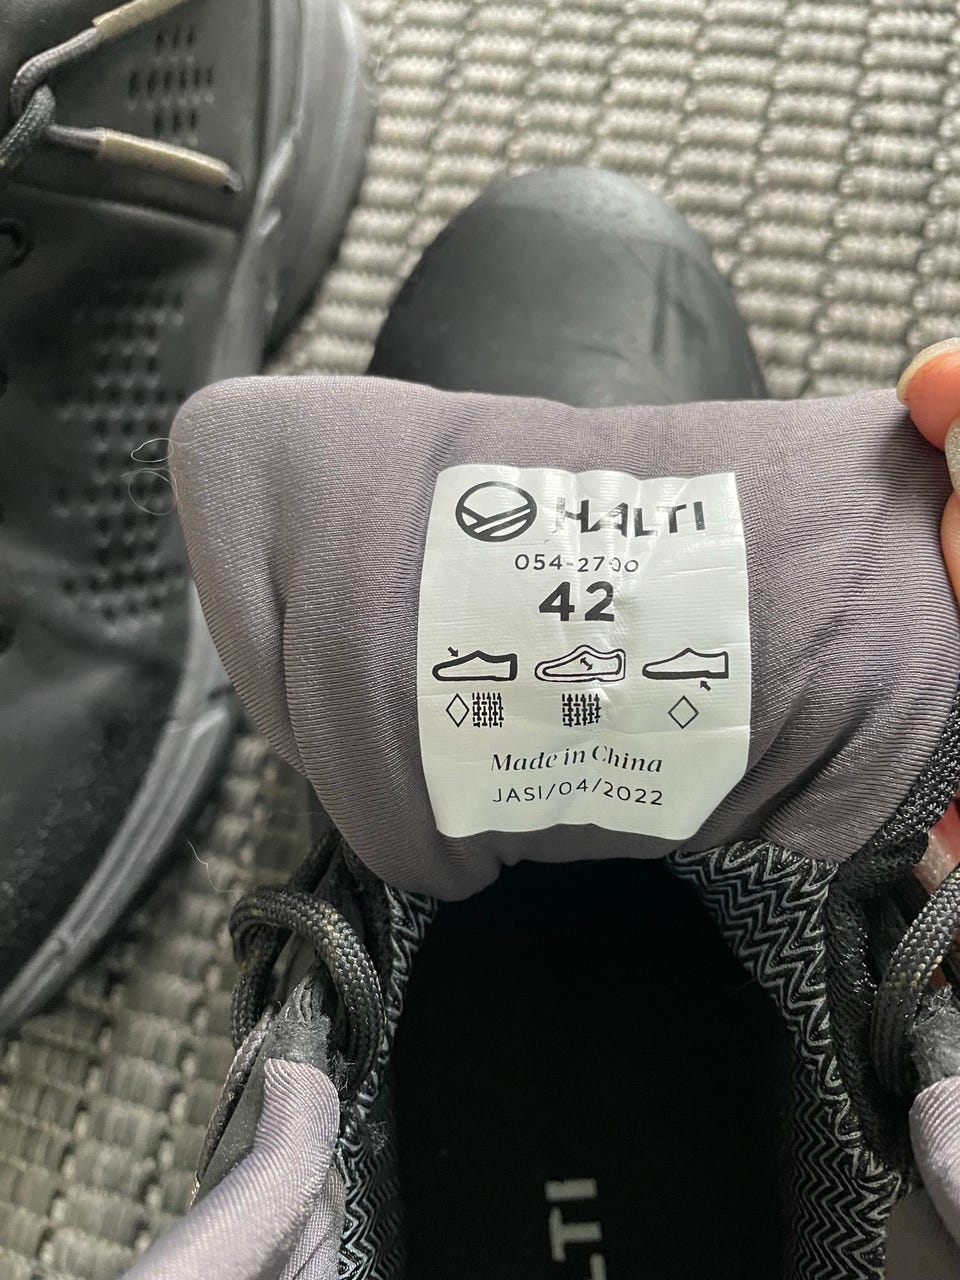 HALTI
054-2700
42
Made in China
JASI/04/2022
LTI